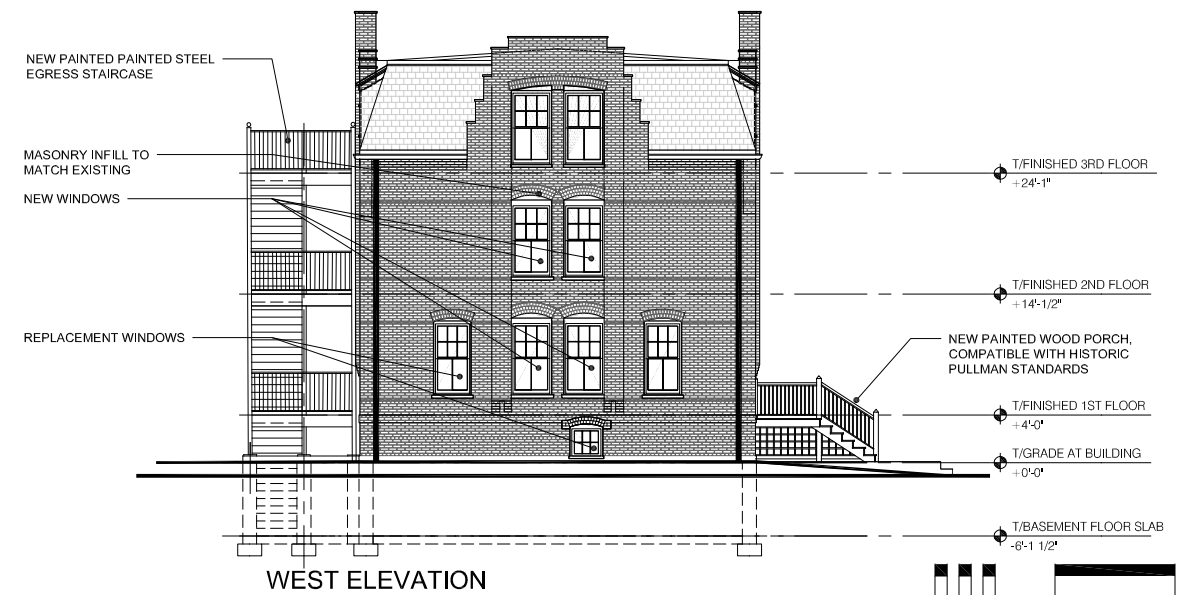 NEW PAINTED PAINTED STEEL
EGRESS STAIRCASE
MASONRY INFILL TO
MATCH EXISTING
NEW WINDOWS
REPLACEMENT WINDOWS
T/FINISHED 3RD FLOOR
+24'-1"
T/FINISHED 2ND FLOOR
+14'-1/2"
NEW PAINTED WOOD PORCH,
COMPATIBLE WITH HISTORIC
PULLMAN STANDARDS
T/FINISHED 1ST FLOOR
+4'-0"
T/GRADE AT BUILDING
+0'-0"
T/BASEMENT FLOOR SLAB
-6'-1 1/2"
WEST ELEVATION